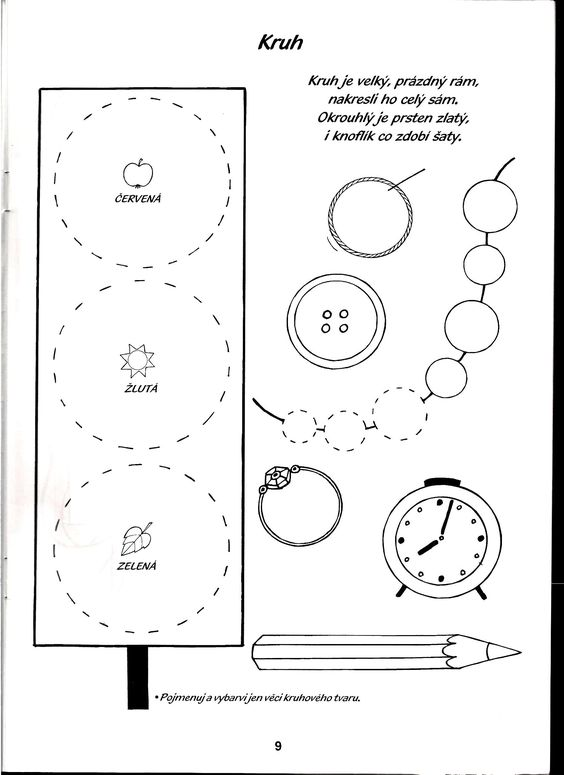 Kruh
Kruh je velký, prázdný rám,
nakresli ho celý sám.
Okrouhlý je prsten zlatý,
i knoflík co zdobí šaty.
ČERVENÁ
ŽLUTÁ
ZELENÁ
• Pojmenuj a vybarvi jen věci kruhového tvaru.
9